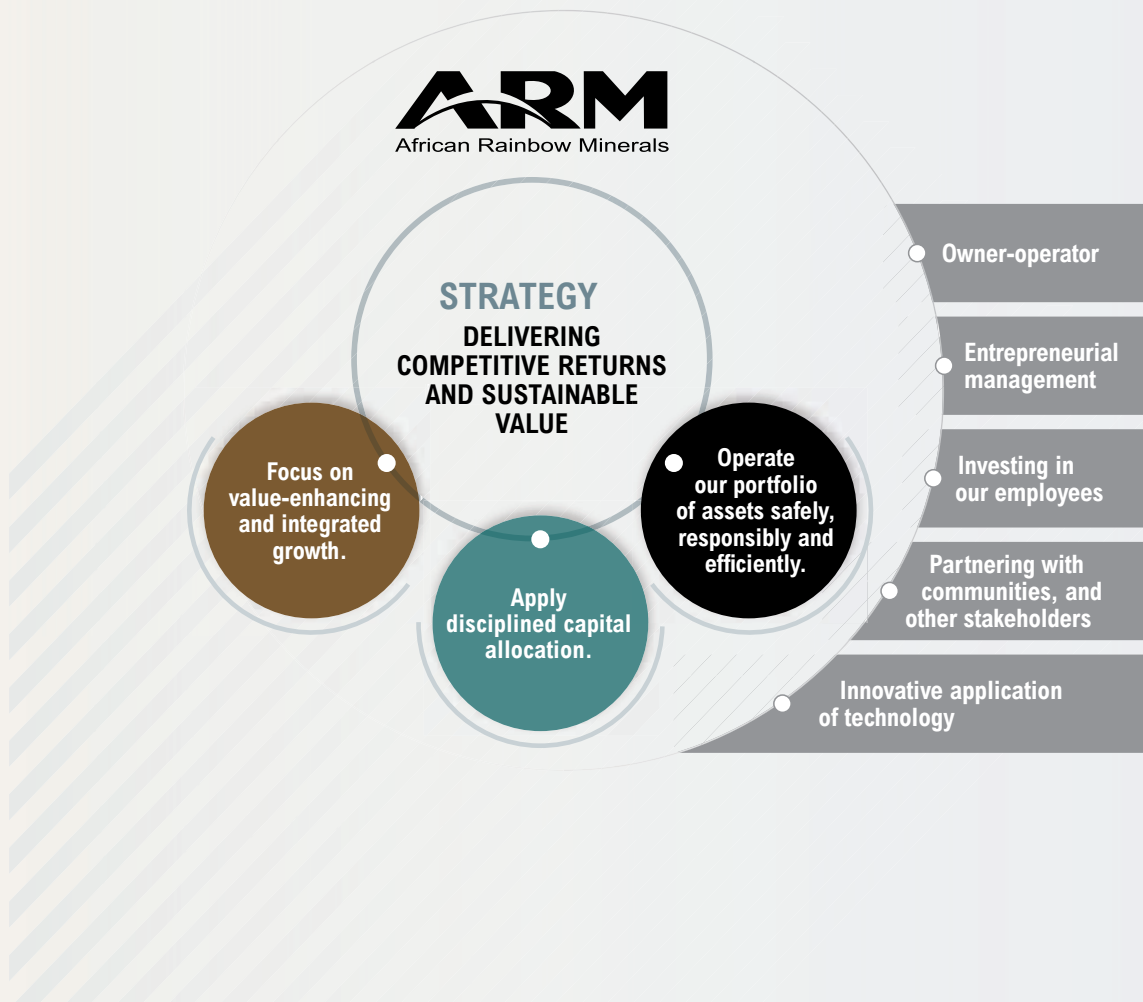 ARM
African Rainbow Minerals
STRATEGY
DELIVERING
COMPETITIVE RETURNS
AND SUSTAINABLE
VALUE
Focus on
value-enhancing
and integrated
growth.
Apply
disciplined capital
allocation.
Operate
our portfolio
of assets safely,
responsibly and
efficiently.
Owner-operator
Entrepreneurial
management
Investing in
our employees
Partnering with
communities, and
other stakeholders
Innovative application
of technology